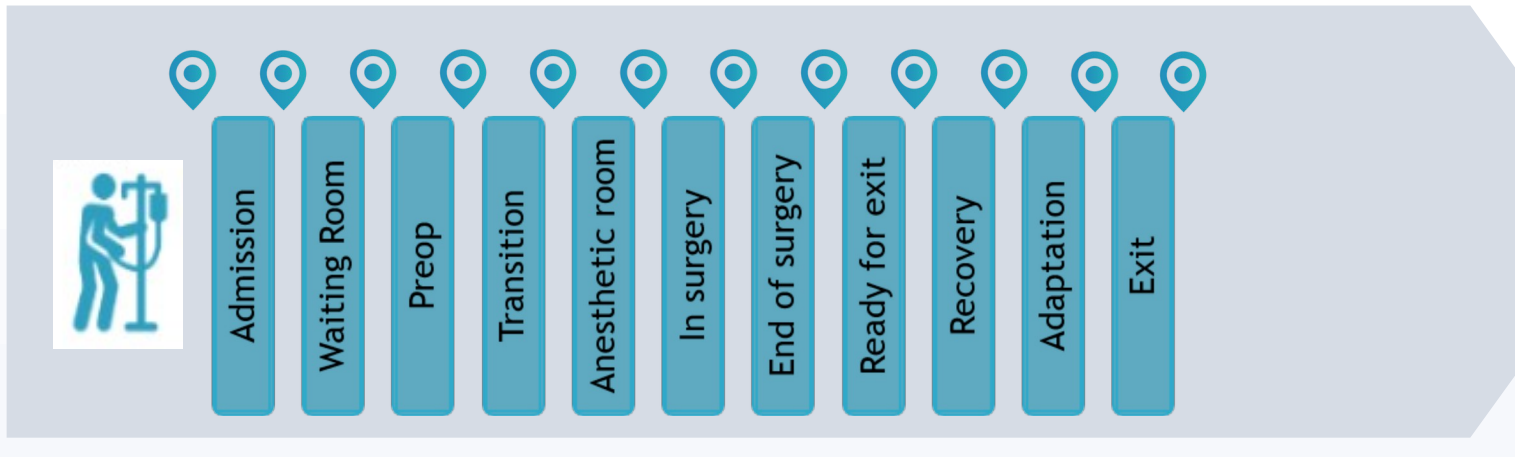 Admission
Waiting Room
Preop
Transition
Anesthetic room
In surgery
End of surgery
Ready for exit
Recovery
Adaptation
Exit